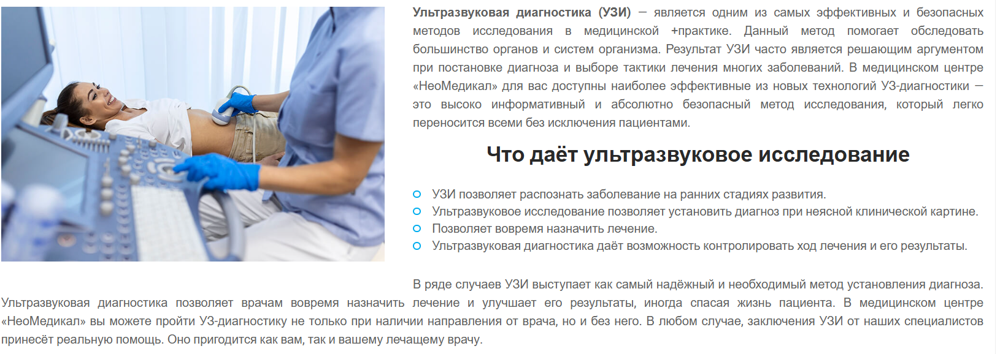 Ультразвуковая диагностика (УЗИ) — является одним из самых эффективных и безопасных
методов исследования в медицинской +практике. Данный метод помогает обследовать
большинство органов и систем организма. Результат УЗИ часто является решающим аргументом
при постановке диагноза и выборе тактики лечения многих заболеваний. В медицинском центре
«НеоМедикал» для вас доступны наиболее эффективные из новых технологий УЗ-диагностики —
это высоко информативный и абсолютно безопасный метод исследования, который легко
переносится всеми без исключения пациентами.
Что даёт ультразвуковое исследование
УЗИ позволяет распознать заболевание на ранних стадиях развития.
Ультразвуковое исследование позволяет установить диагноз при неясной клинической картине.
Позволяет вовремя назначить лечение.
Ультразвуковая диагностика даёт возможность контролировать ход лечения и его результаты.
В ряде случаев УЗИ выступает как самый надёжный и необходимый метод установления диагноза.
Ультразвуковая диагностика позволяет врачам вовремя назначить лечение и улучшает его результаты, иногда спасая жизнь пациента. В медицинском центре
«НеоМедикал» вы можете пройти УЗ-диагностику не только при наличии направления от врача, но и без него. В любом случае, заключения УЗИ от наших специалистов
принесёт реальную помощь. Оно пригодится как вам, так и вашему лечащему врачу.